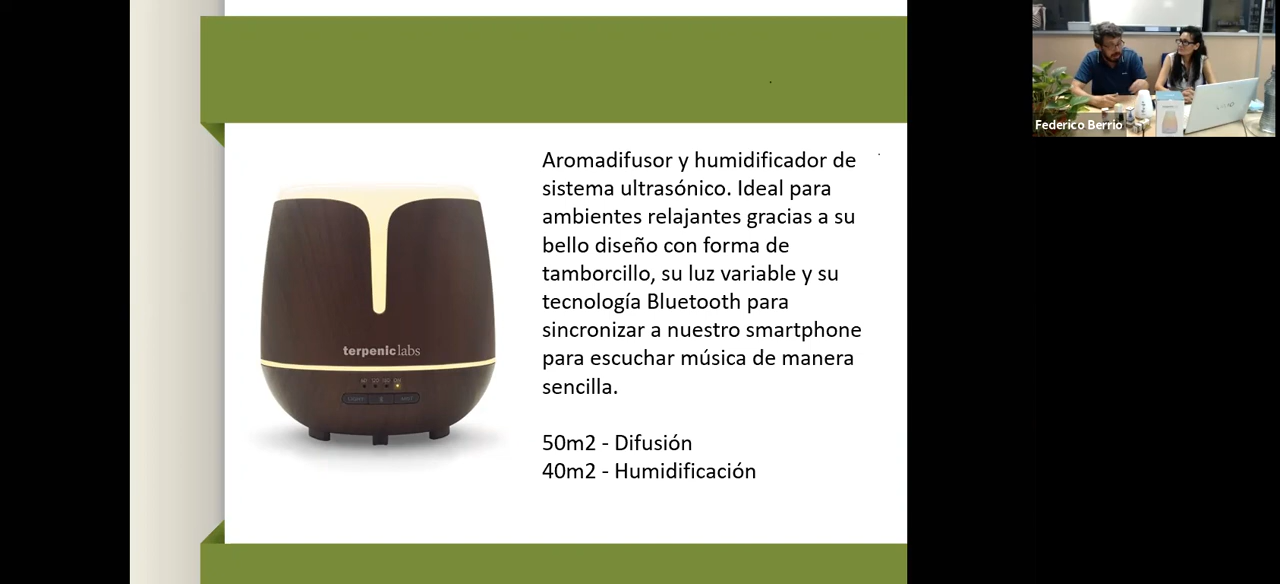 Aromadifusor y humidificador de
sistema ultrasónico. Ideal para
ambientes relajantes gracias a su
bello diseño con forma de
tamborcillo, su luz variable y su
tecnología Bluetooth para
sincronizar a nuestro smartphone
para escuchar música de manera
sencilla.
50m2 - Difusión
40m2 - Humidificación
terpenic labs
Federico Berrio